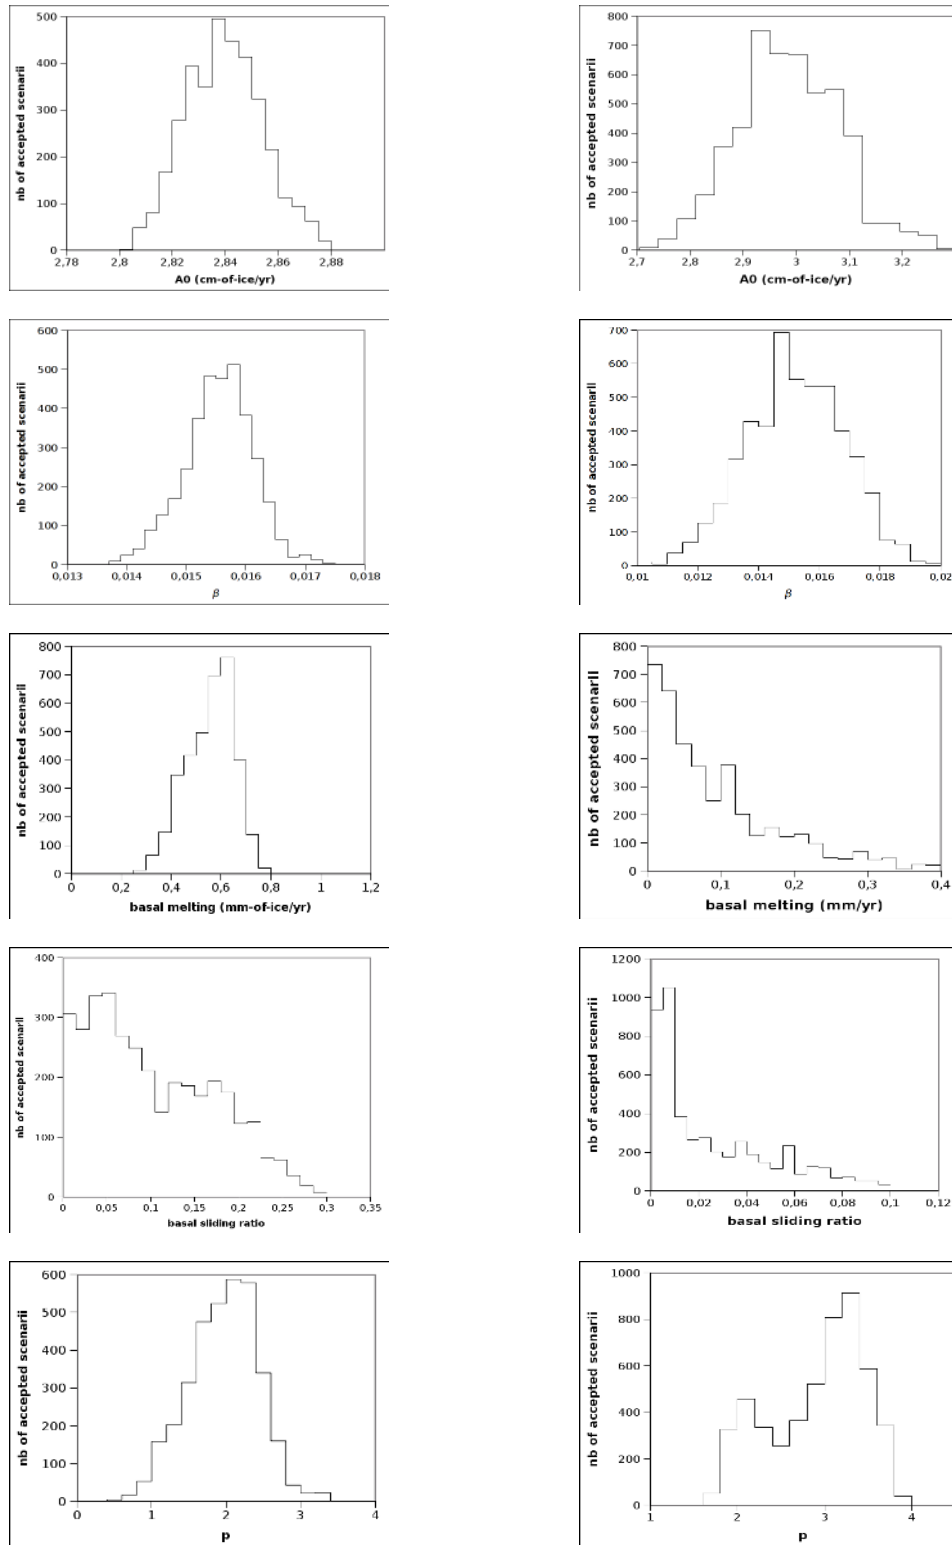 500
400
300
200
100
0
2,78 2,8 2,82 2,84 2,86 2,88
A0 (cm-of-ice/yr)
nb of accepted scenarii
800
700
600
500
400
300
200
100
0
2,7 2,8 2,9 3 3,1 3,2
A0 (cm-of-ice/yr)
nb of accepted scenarii
600
500
400
300
200
100
0
0,013 0,014 0,015 0,016 0,017 0,018
β
nb of accepted scenarii
700
600
500
400
300
200
100
0
0,01 0,012 0,014 0,016 0,018 0,02
β
nb of accepted scenarii
800
700
600
500
400
300
200
100
0
0 0,2 0,4 0,6 0,8 1 1,2
basal melting (mm-of-ice/yr)
nb of accepted scenarii
800
700
600
500
400
300
200
100
0
0 0,1 0,2 0,3 0,4
basal melting (mm/yr)
nb of accepted scenarii
400
300
200
100
0
0 0,05 0,1 0,15 0,2 0,25 0,3 0,35
basal sliding ratio
nb of accepted scenarii
1200
1000
800
600
400
200
0
0 0,02 0,04 0,06 0,08 0,1 0,12
basal sliding ratio
nb of accepted scenarii
600
500
400
300
200
100
0
0 1 2 3 4
p
nb of accepted scenarii
1000
800
600
400
200
0
1 2 3 4
p
nb of accepted scenarii